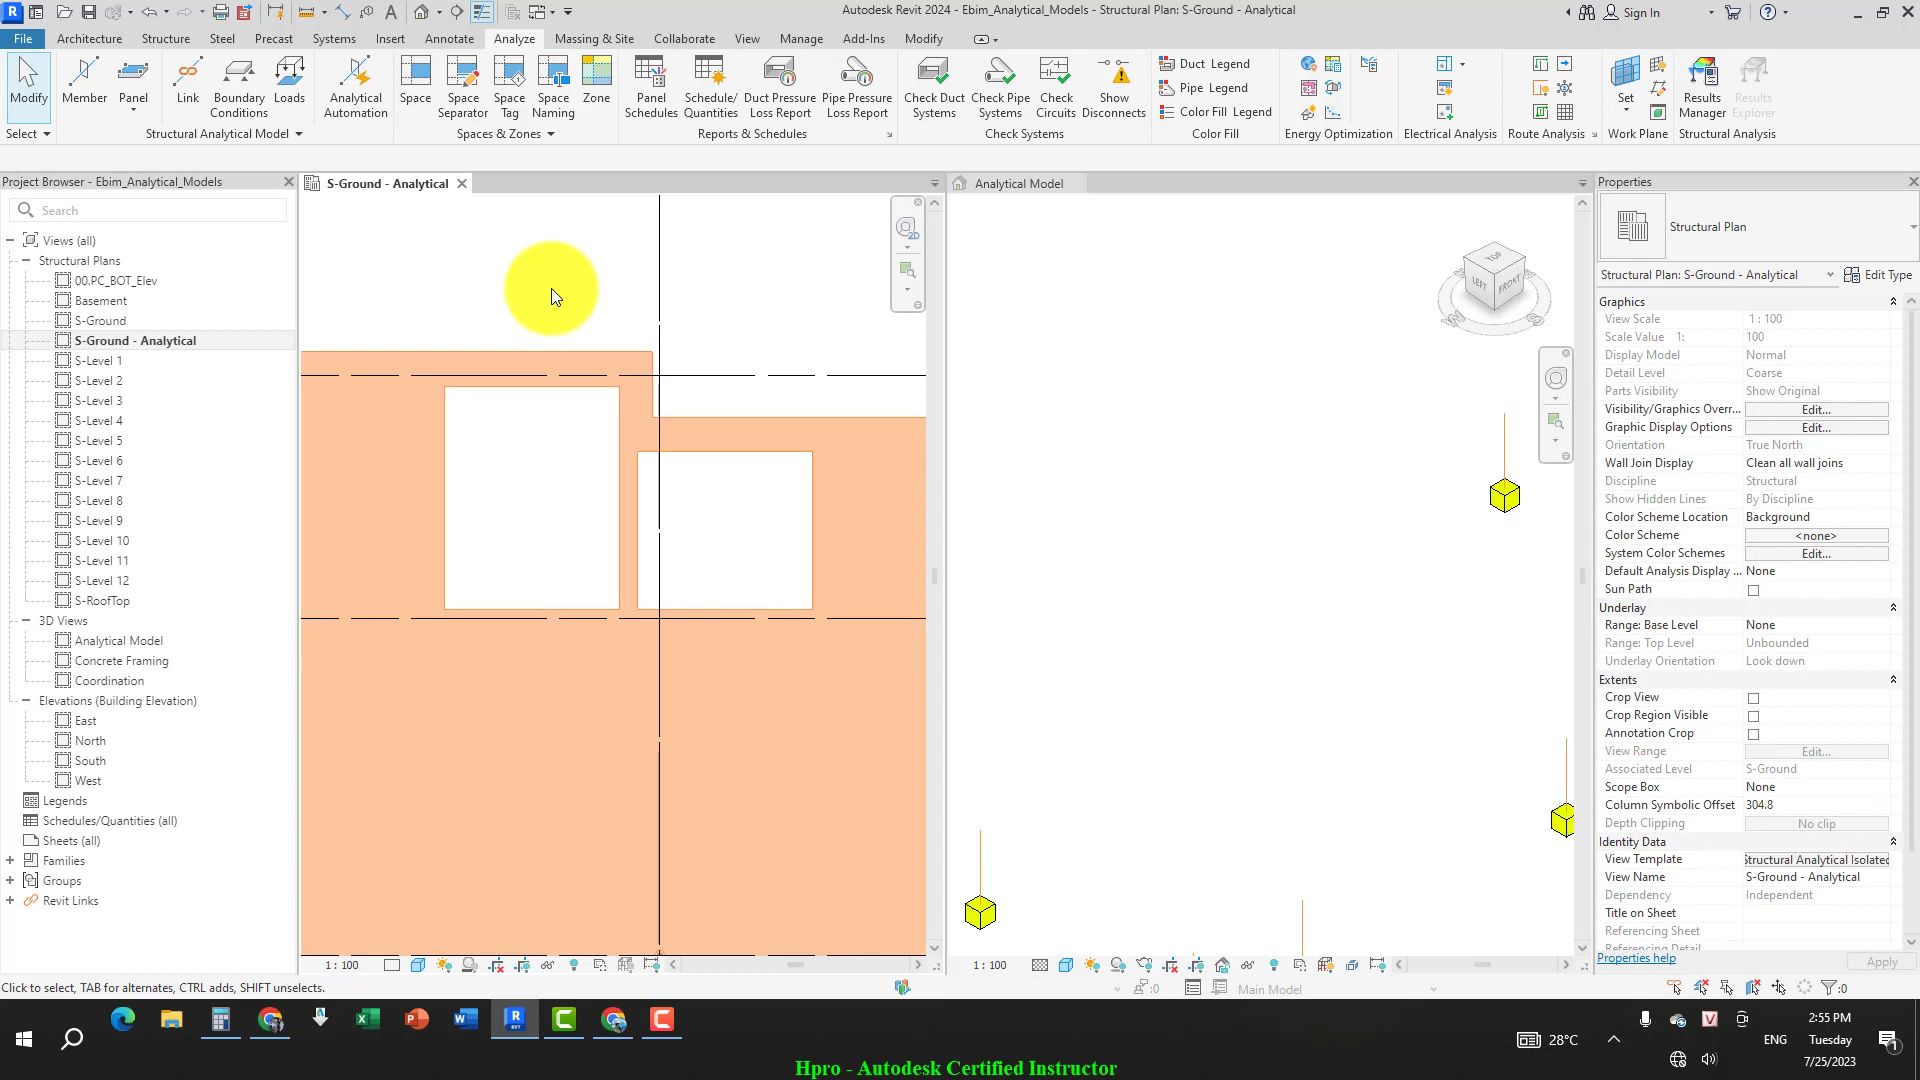 Autodesk Revit 2024 - Ebim_Analytical_Models - Structural Plan: S-Ground - Analytical
Sign In
File Architecture Structure Steel Precast Systems Insert Annotate Analyze Massing & Site Collaborate View Manage Add-Ins Modify
Modify
Member
Panel
Link
Boundary Conditions
Loads
Analytical Automation
Space
Space Separator
Space Tag
Space Naming
Zone
Panel Schedules
Schedule/ Quantities
Duct Pressure Loss Report
Pipe Pressure Loss Report
Check Duct Systems
Check Pipe Systems
Check Circuits
Show Disconnects
Duct Legend
Pipe Legend
Color Fill Legend
Set
Results Manager
Results Explorer
Select
Structural Analytical Model
Spaces & Zones
Reports & Schedules
Check Systems
Color Fill
Energy Optimization
Electrical Analysis
Route Analysis
Work Plane
Structural Analysis
Project Browser - Ebim_Analytical_Models
Search
Views (all)
Structural Plans
00.PC_BOT_Elev
Basement
S-Ground
S-Ground - Analytical
S-Level 1
S-Level 2
S-Level 3
S-Level 4
S-Level 5
S-Level 6
S-Level 7
S-Level 8
S-Level 9
S-Level 10
S-Level 11
S-Level 12
S-RoofTop
3D Views
Analytical Model
Concrete Framing
Coordination
Elevations (Building Elevation)
East
North
South
West
Legends
Schedules/Quantities (all)
Sheets (all)
Families
Groups
Revit Links
S-Ground - Analytical
2D
1 : 100
Analytical Model
TOP
LEFT
FRONT
W
S
1 : 100
Properties
Structural Plan
Structural Plan: S-Ground - Analytical
Edit Type
Graphics
View Scale 1 : 100
Scale Value 1: 100
Display Model Normal
Detail Level Coarse
Parts Visibility Show Original
Visibility/Graphics Overr... Edit...
Graphic Display Options Edit...
Orientation True North
Wall Join Display Clean all wall joins
Discipline Structural
Show Hidden Lines By Discipline
Color Scheme Location Background
Color Scheme <none>
System Color Schemes Edit...
Default Analysis Display ... None
Sun Path
Underlay
Range: Base Level None
Range: Top Level Unbounded
Underlay Orientation Look down
Extents
Crop View
Crop Region Visible
Annotation Crop
View Range Edit...
Associated Level S-Ground
Scope Box None
Column Symbolic Offset 304.8
Depth Clipping No clip
Identity Data
View Template Structural Analytical Isolated
View Name S-Ground - Analytical
Dependency Independent
Title on Sheet
Referencing Sheet
Referencing Detail
Properties help
Apply
Click to select, TAB for alternates, CTRL adds, SHIFT unselects.
:0
Main Model
:0
28°C
ENG
2:55 PM
Tuesday
7/25/2023
1
Hpro - Autodesk Certified Instructor